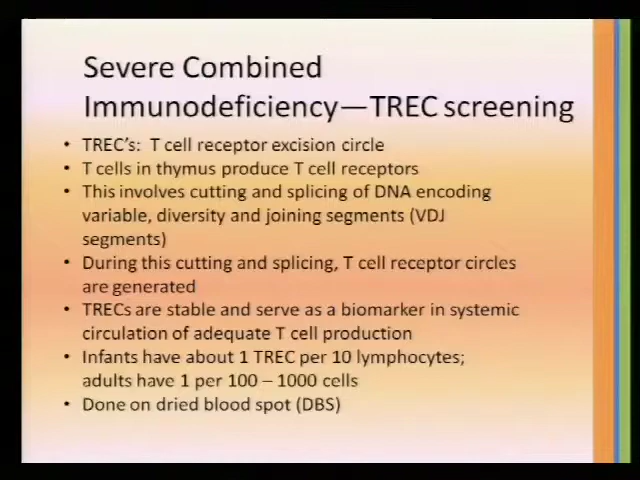 Severe Combined
Immunodeficiency—TREC screening
• TREC's:  T cell receptor excision circle
• T cells in thymus produce T cell receptors
• This involves cutting and splicing of DNA encoding
variable, diversity and joining segments (VDJ
segments)
• During this cutting and splicing, T cell receptor circles
are generated
• TRECs are stable and serve as a biomarker in systemic
circulation of adequate T cell production
• Infants have about 1 TREC per 10 lymphocytes;
adults have 1 per 100 – 1000 cells
• Done on dried blood spot (DBS)